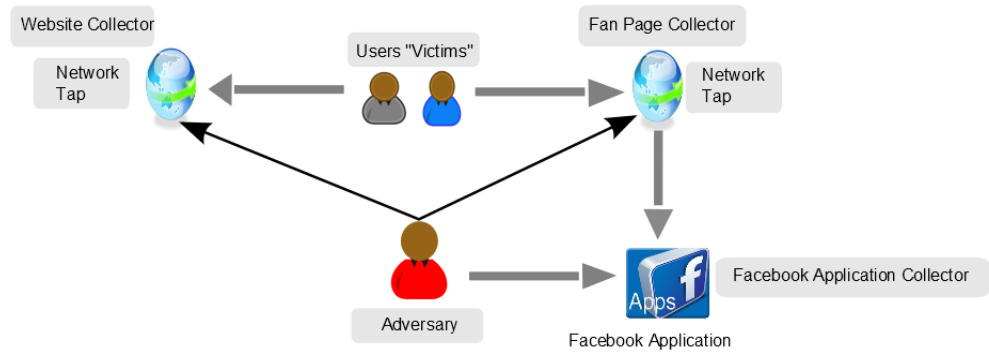 Website Collector
Fan Page Collector
Users "Victims"
Network
Tap
Network
Tap
Facebook Application Collector
f
Apps
Adversary
Facebook Application